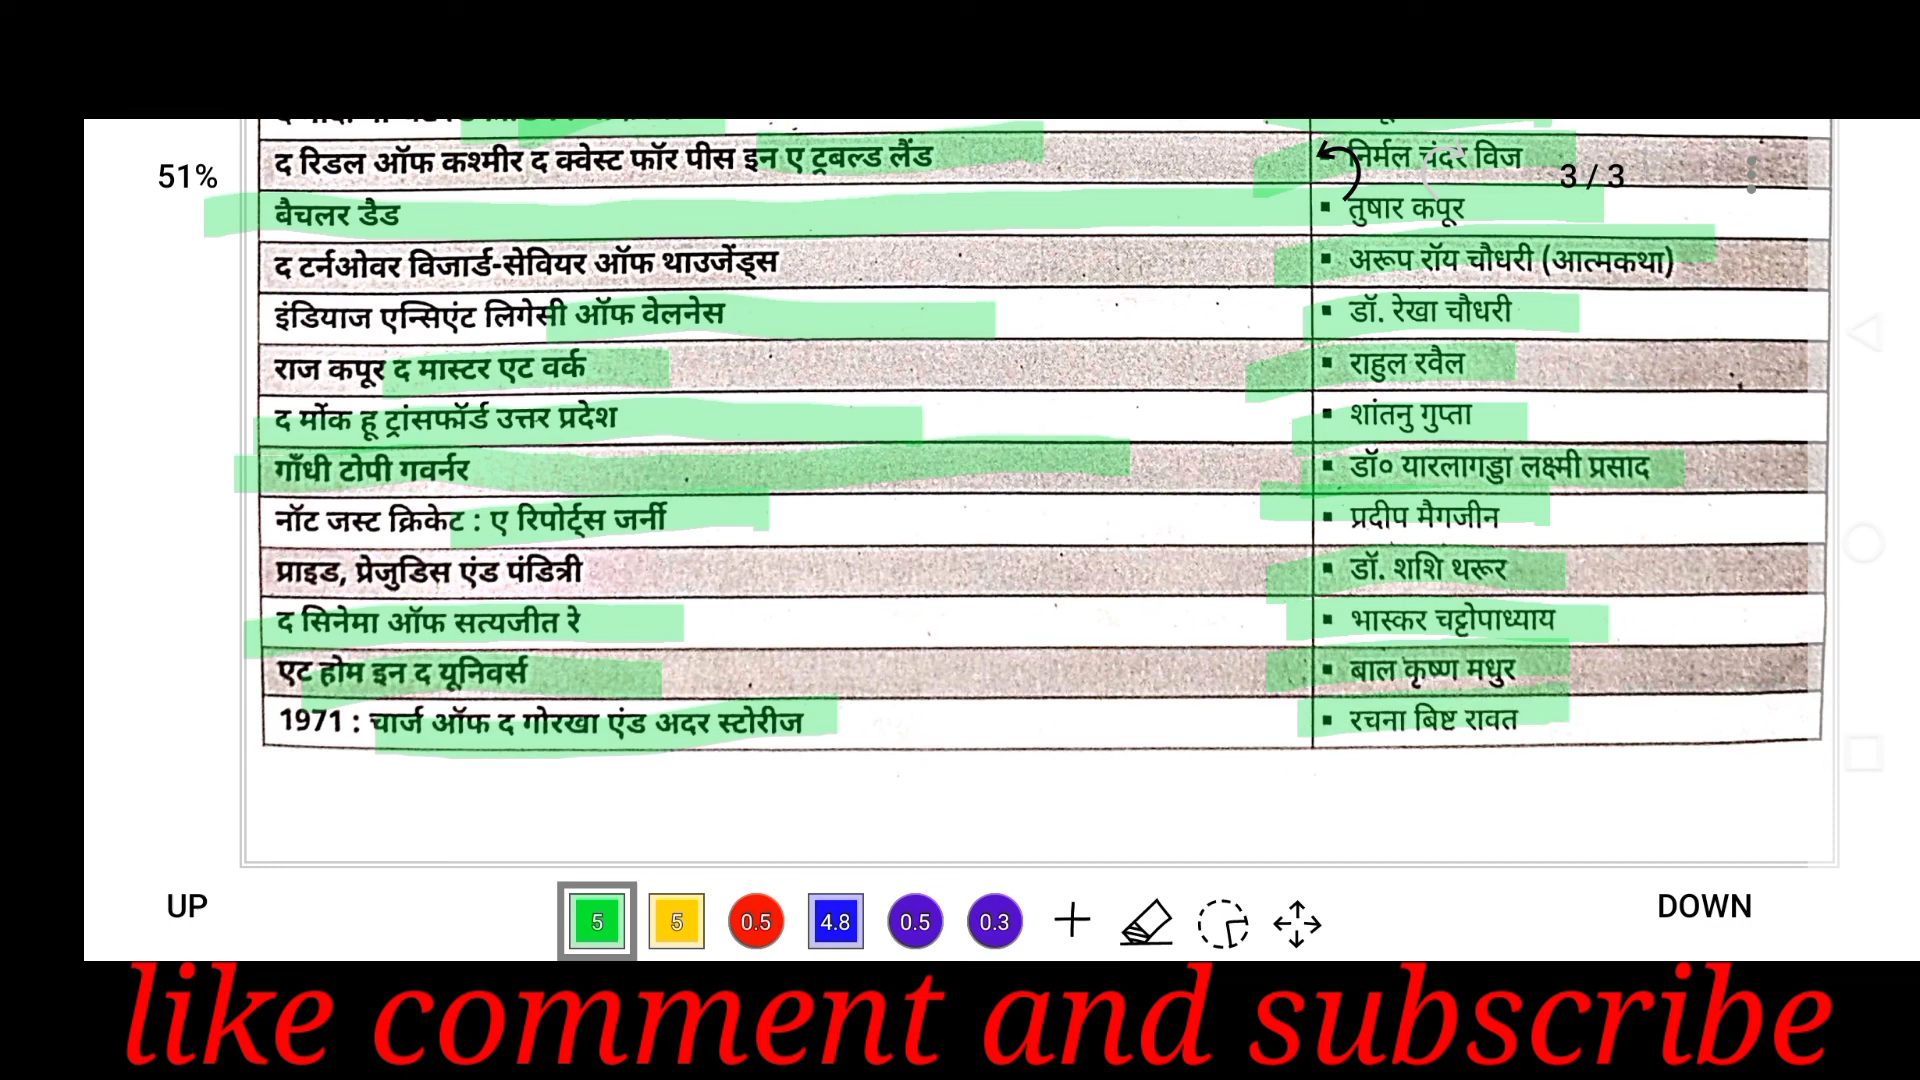 द रिडल ऑफ कश्मीर द क्वेस्ट फॉर पीस इन ए ट्रबल्ड लैंड ▪ निर्मल चंदर विज
51% 3 / 3
बैचलर डैड ▪ तुषार कपूर
द टर्नओवर विजार्ड-सेवियर ऑफ थाउजेंड्स ▪ अरूप रॉय चौधरी (आत्मकथा)
इंडियाज एन्सिएंट लिगेसी ऑफ वेलनेस ▪ डॉ. रेखा चौधरी
राज कपूर द मास्टर एट वर्क ▪ राहुल रवैल
द मोंक हू ट्रांसफॉर्ड उत्तर प्रदेश ▪ शांतनु गुप्ता
गाँधी टोपी गवर्नर ▪ डॉ० यारलागड्डा लक्ष्मी प्रसाद
नॉट जस्ट क्रिकेट : ए रिपोर्ट्स जर्नी ▪ प्रदीप मैगजीन
प्राइड, प्रेजुडिस एंड पंडित्री ▪ डॉ. शशि थरूर
द सिनेमा ऑफ सत्यजीत रे ▪ भास्कर चट्टोपाध्याय
एट होम इन द यूनिवर्स ▪ बाल कृष्ण मधुर
1971 : चार्ज ऑफ द गोरखा एंड अदर स्टोरीज ▪ रचना बिष्ट रावत
UP 5 5 0.5 4.8 0.5 0.3 DOWN
like comment and subscribe